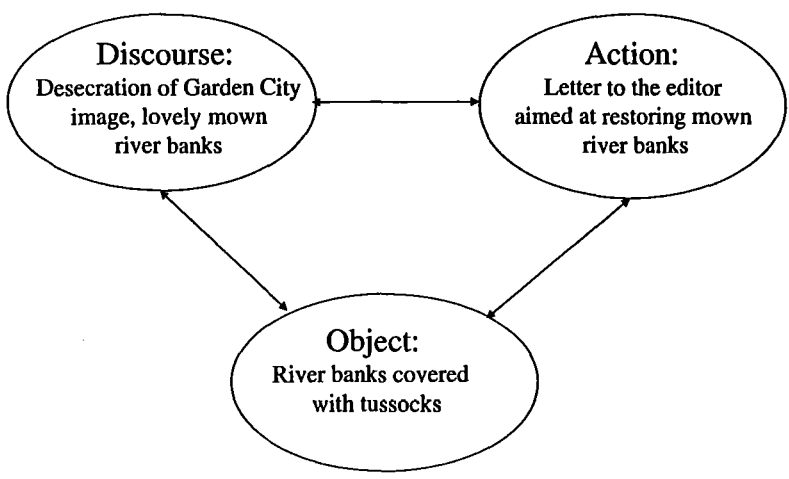 Discourse:
Desecration of Garden City
image, lovely mown
river banks
Action:
Letter to the editor
aimed at restoring mown
river banks
Object:
River banks covered
with tussocks